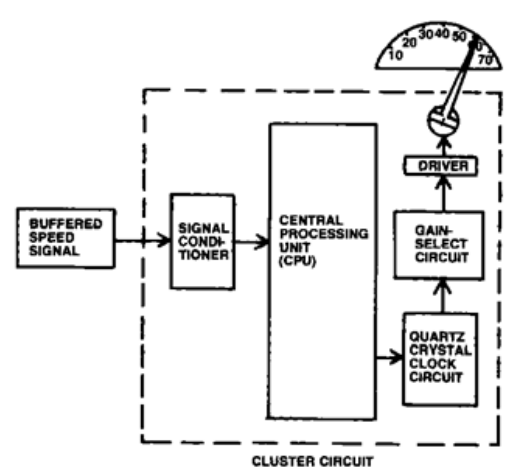 10 20 30 40 50 60 70
DRIVER
BUFFERED
SPEED
SIGNAL
SIGNAL
CONDI-
TIONER
CENTRAL
PROCESSING
UNIT
(CPU)
GAIN-
SELECT
CIRCUIT
QUARTZ
CRYSTAL
CLOCK
CIRCUIT
CLUSTER CIRCUIT